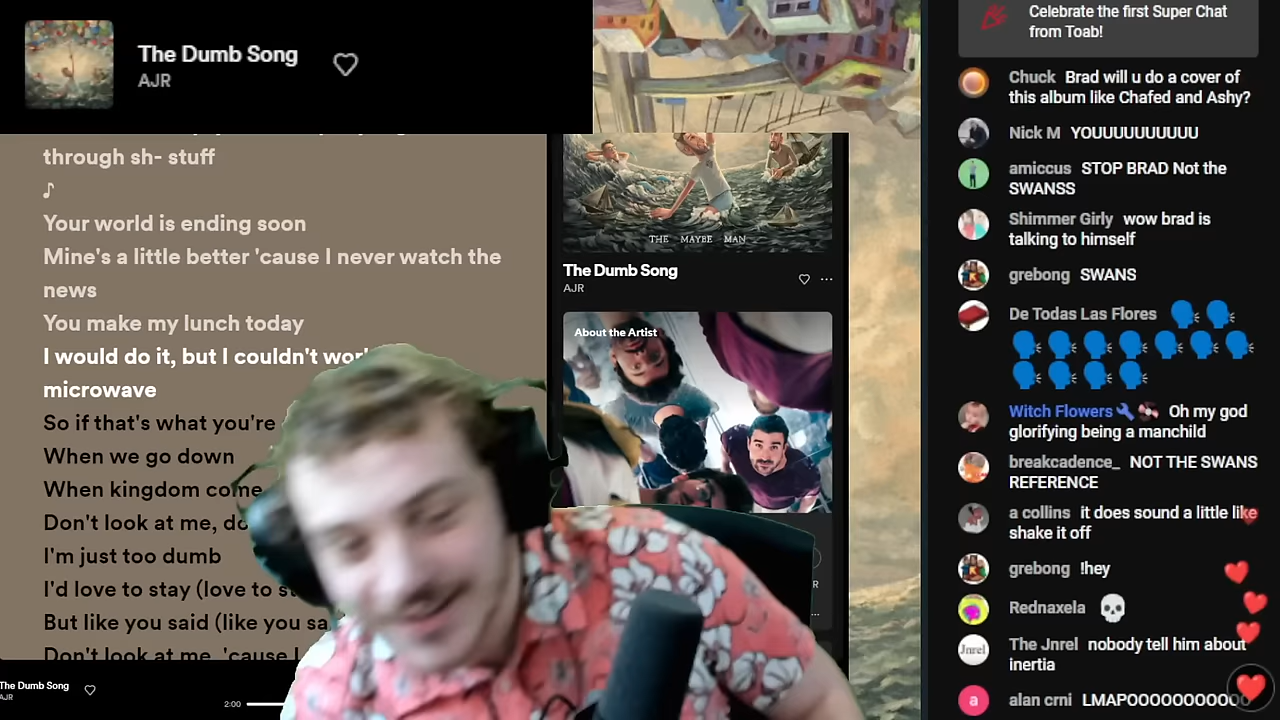 The Dumb Song
AJR
through sh- stuff
♪
Your world is ending soon
Mine's a little better 'cause I never watch the
news
You make my lunch today
I would do it, but I couldn't
microwave
So if that's what you're
When we go down
When kingdom come
Don't look at me,
I'm just too dumb
I'd love to stay (love to
But like you said (like you
Don't look at me, 'cause I
The Dumb Song
AJR
2:00
THE MAYBE MAN
The Dumb Song
AJR
About the Artist
Celebrate the first Super Chat
from Toab!
Chuck Brad will u do a cover of
this album like Chafed and Ashy?
Nick M YOUUUUUUUUUU
amiccus STOP BRAD Not the
SWANSS
Shimmer Girly wow brad is
talking to himself
grebong SWANS
De Todas Las Flores 🗣️🗣️
🗣️🗣️🗣️🗣️🗣️🗣️🗣️
🗣️🗣️🗣️🗣️
Witch Flowers Oh my god
glorifying being a manchild
breakcadence_ NOT THE SWANS
REFERENCE
a collins it does sound a little like
shake it off
grebong !hey
Rednaxela 💀
Jnrel
The Jnrel nobody tell him about
inertia
a
alan crni LMAPOOOOOOOOOOO